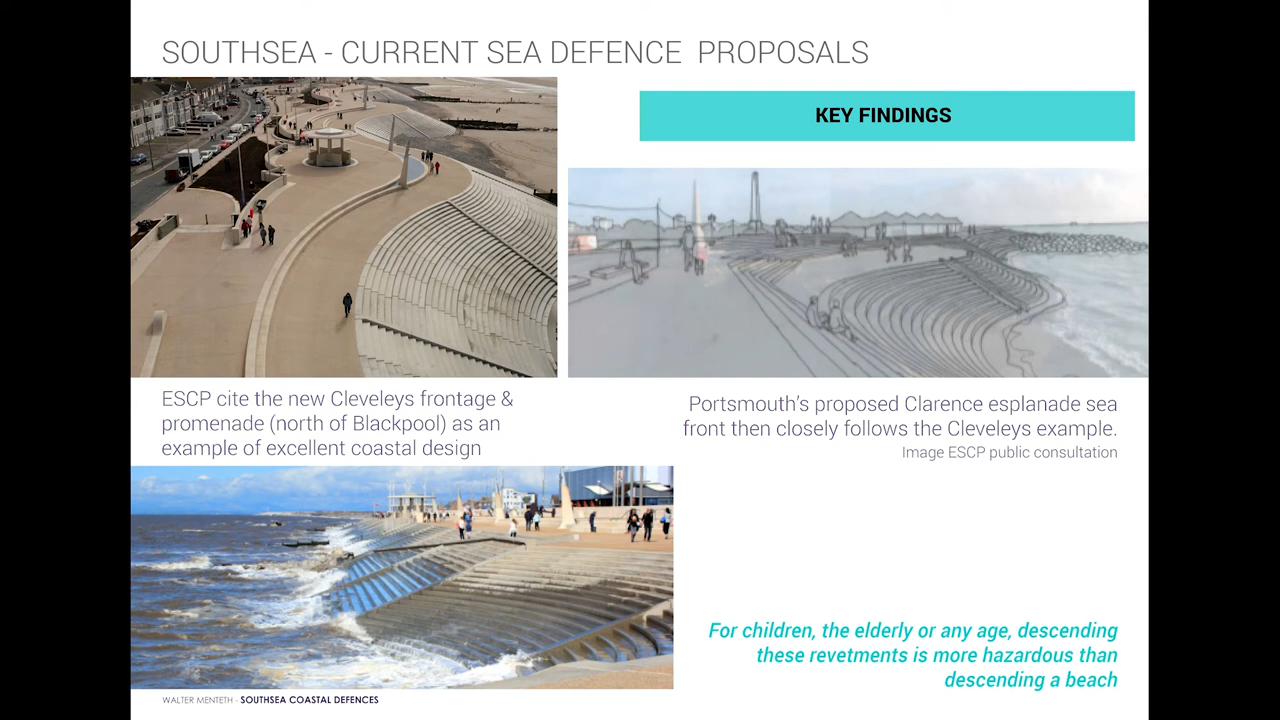 SOUTHSEA - CURRENT SEA DEFENCE PROPOSALS
KEY FINDINGS
ESCP cite the new Cleveleys frontage &
promenade (north of Blackpool) as an
example of excellent coastal design
Portsmouth's proposed Clarence esplanade sea
front then closely follows the Cleveleys example.
Image ESCP public consultation
For children, the elderly or any age, descending
these revetments is more hazardous than
descending a beach
WALTER MENTETH - SOUTHSEA COASTAL DEFENCES